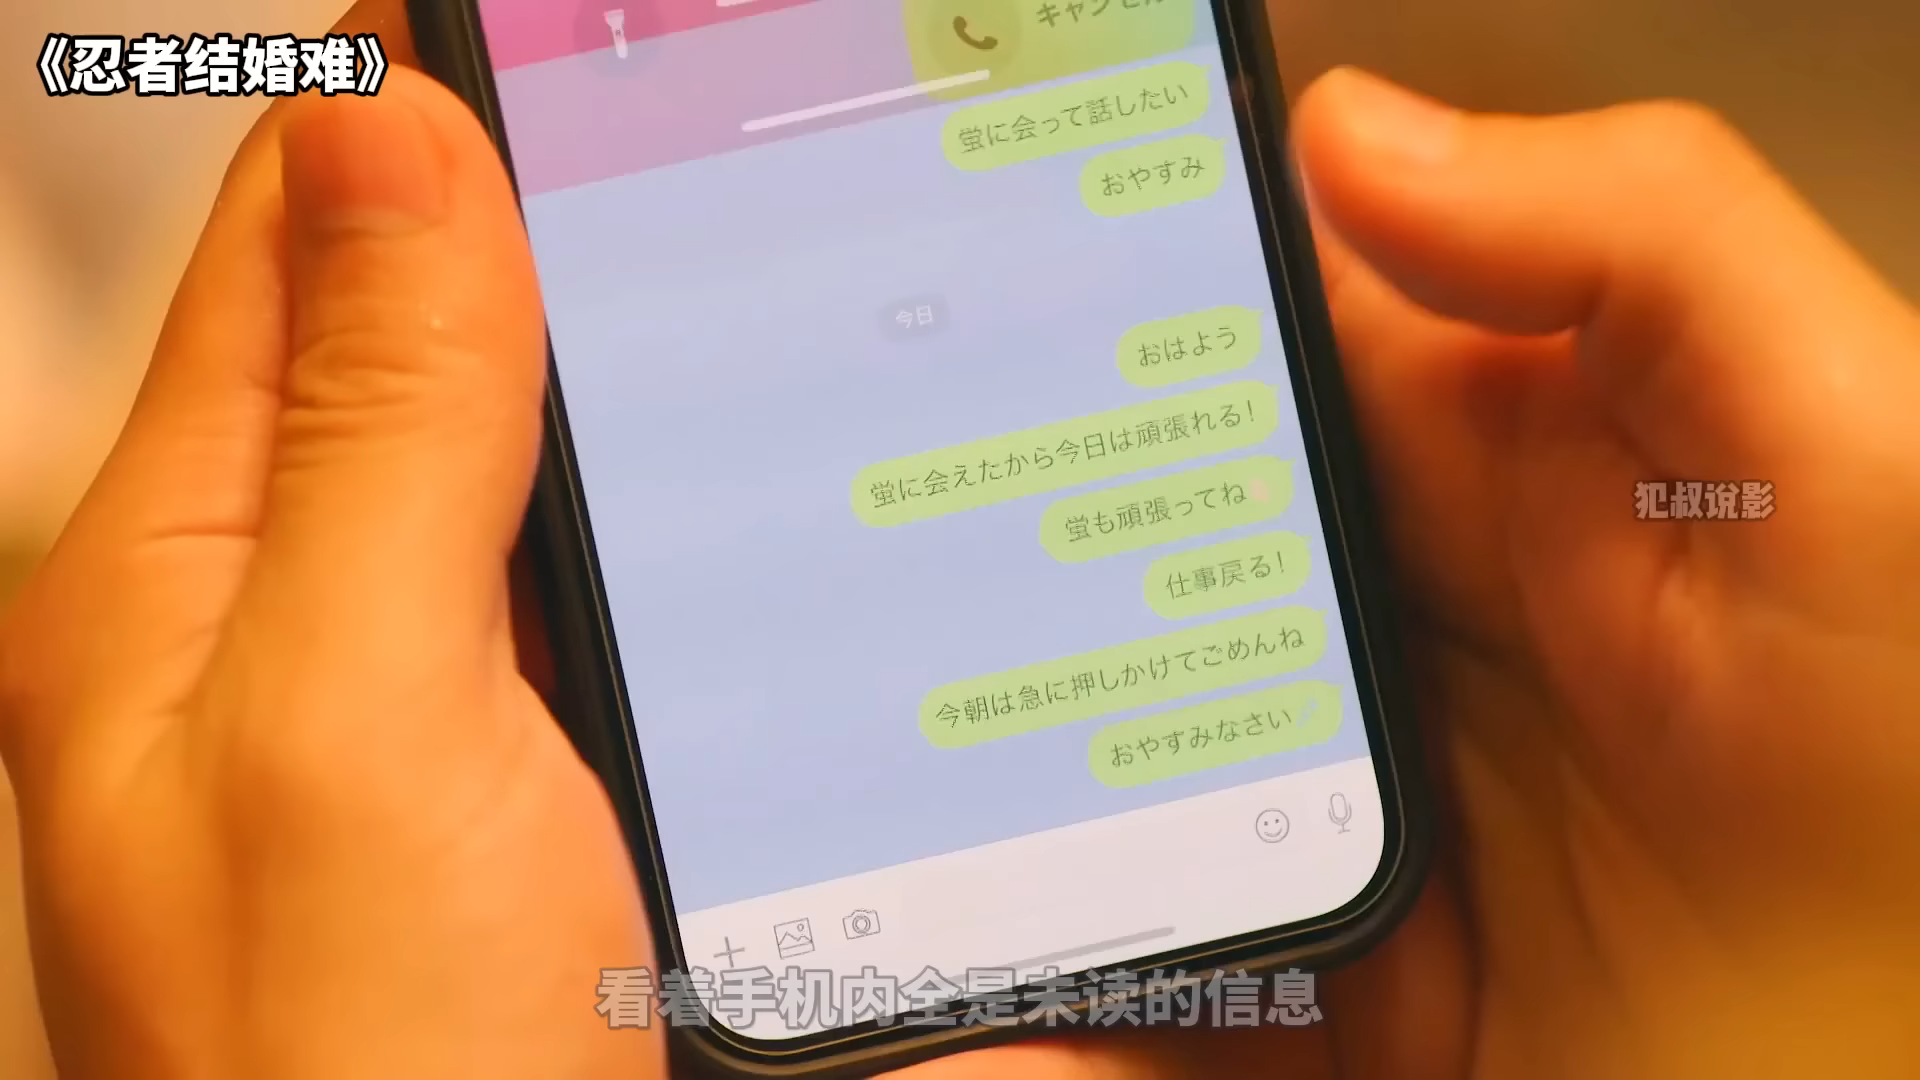 《忍者结婚难》
キャンセル
蛍に会って話したい
おやすみ
今日
おはよう
蛍に会えたから今日は頑張れる!
蛍も頑張ってね
犯叔说影
仕事戻る!
今朝は急に押しかけてごめんね
おやすみなさい
看着手机内全是未读的信息